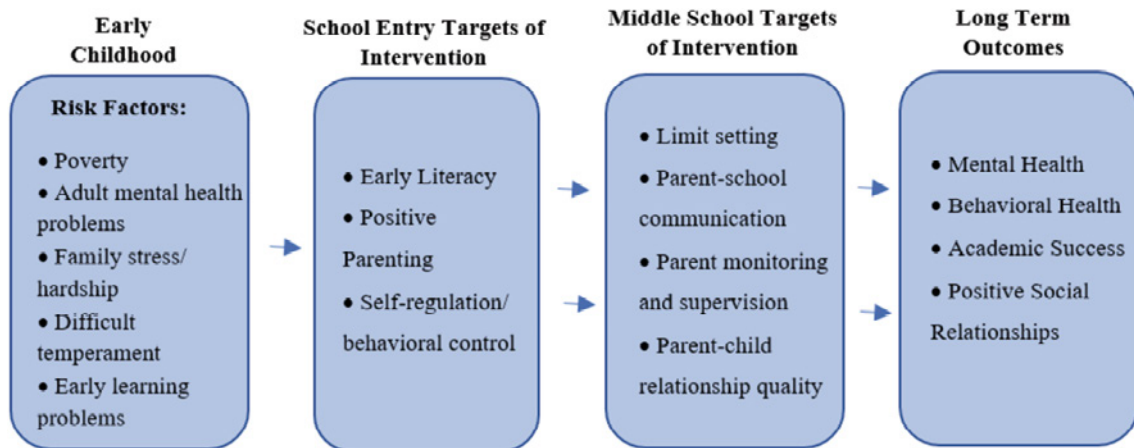 Early
Childhood
Risk Factors:
● Poverty
● Adult mental health
problems
● Family stress/
hardship
● Difficult
temperament
● Early learning
problems
School Entry Targets of
Intervention
● Early Literacy
● Positive
Parenting
● Self-regulation/
behavioral control
Middle School Targets
of Intervention
● Limit setting
● Parent-school
communication
● Parent monitoring
and supervision
● Parent-child
relationship quality
Long Term
Outcomes
● Mental Health
● Behavioral Health
● Academic Success
● Positive Social
Relationships